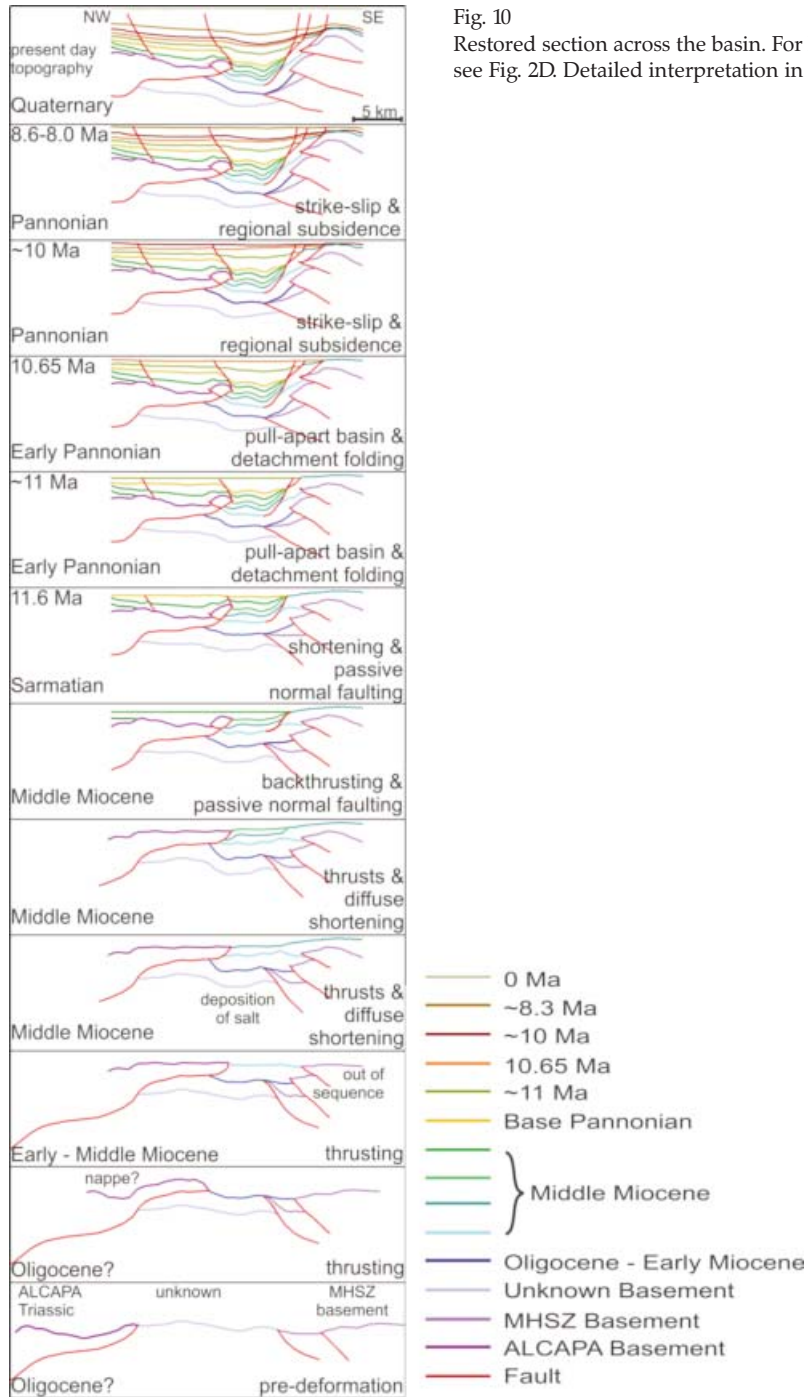 NW
SE
present day
topography
Quaternary
5 km
8.6-8.0 Ma
strike-slip &
Pannonian
regional subsidence
~10 Ma
strike-slip &
Pannonian
regional subsidence
10.65 Ma
pull-apart basin &
Early Pannonian
detachment folding
~11 Ma
pull-apart basin &
Early Pannonian
detachment folding
11.6 Ma
shortening &
passive
Sarmatian
normal faulting
backthrusting &
Middle Miocene
passive normal faulting
thrusts &
diffuse
Middle Miocene
shortening
deposition
of salt
thrusts &
diffuse
Middle Miocene
shortening
out of
sequence
Early - Middle Miocene
thrusting
nappe?
Oligocene?
thrusting
ALCAPA
Triassic
unknown
MHSZ
basement
Oligocene?
pre-deformation
Fig. 10
Restored section across the basin. For
see Fig. 2D. Detailed interpretation in
0 Ma
~8.3 Ma
~10 Ma
10.65 Ma
~11 Ma
Base Pannonian
Middle Miocene
Oligocene - Early Miocene
Unknown Basement
MHSZ Basement
ALCAPA Basement
Fault